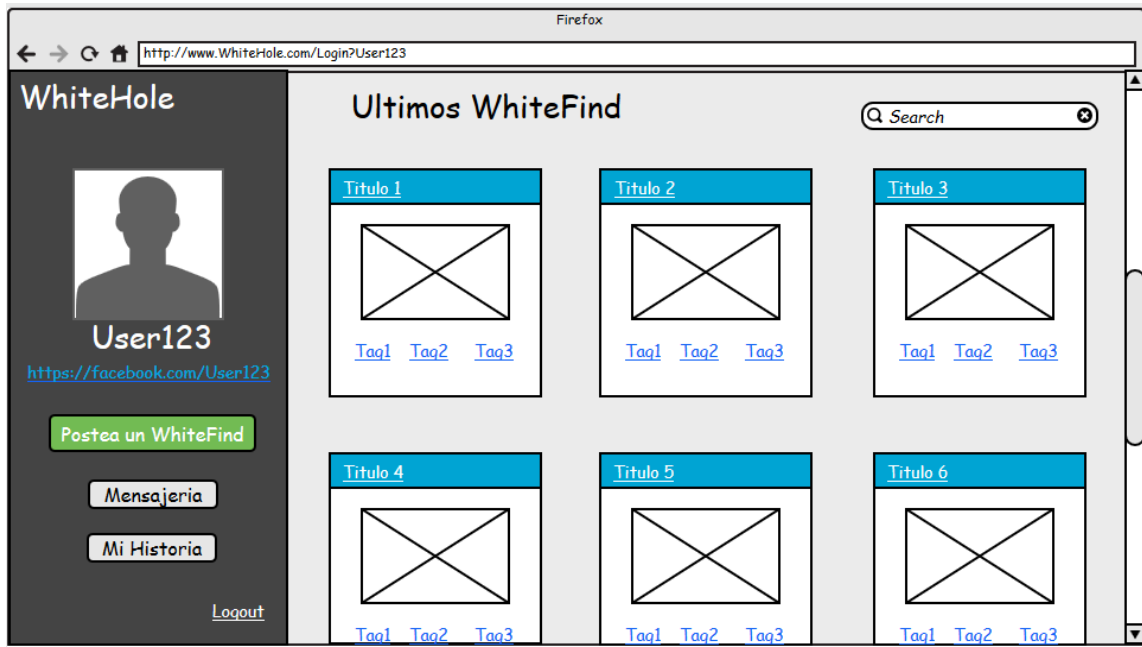 Firefox
http://www.WhiteHole.com/Login?User123
WhiteHole
User123
https://facebook.com/User123
Postea un WhiteFind
Mensajeria
Mi Historia
Logout
Ultimos WhiteFind
Search
Titulo 1
Tag1 Tag2 Tag3
Titulo 2
Tag1 Tag2 Tag3
Titulo 3
Tag1 Tag2 Tag3
Titulo 4
Tag1 Tag2 Tag3
Titulo 5
Tag1 Tag2 Tag3
Titulo 6
Tag1 Tag2 Tag3